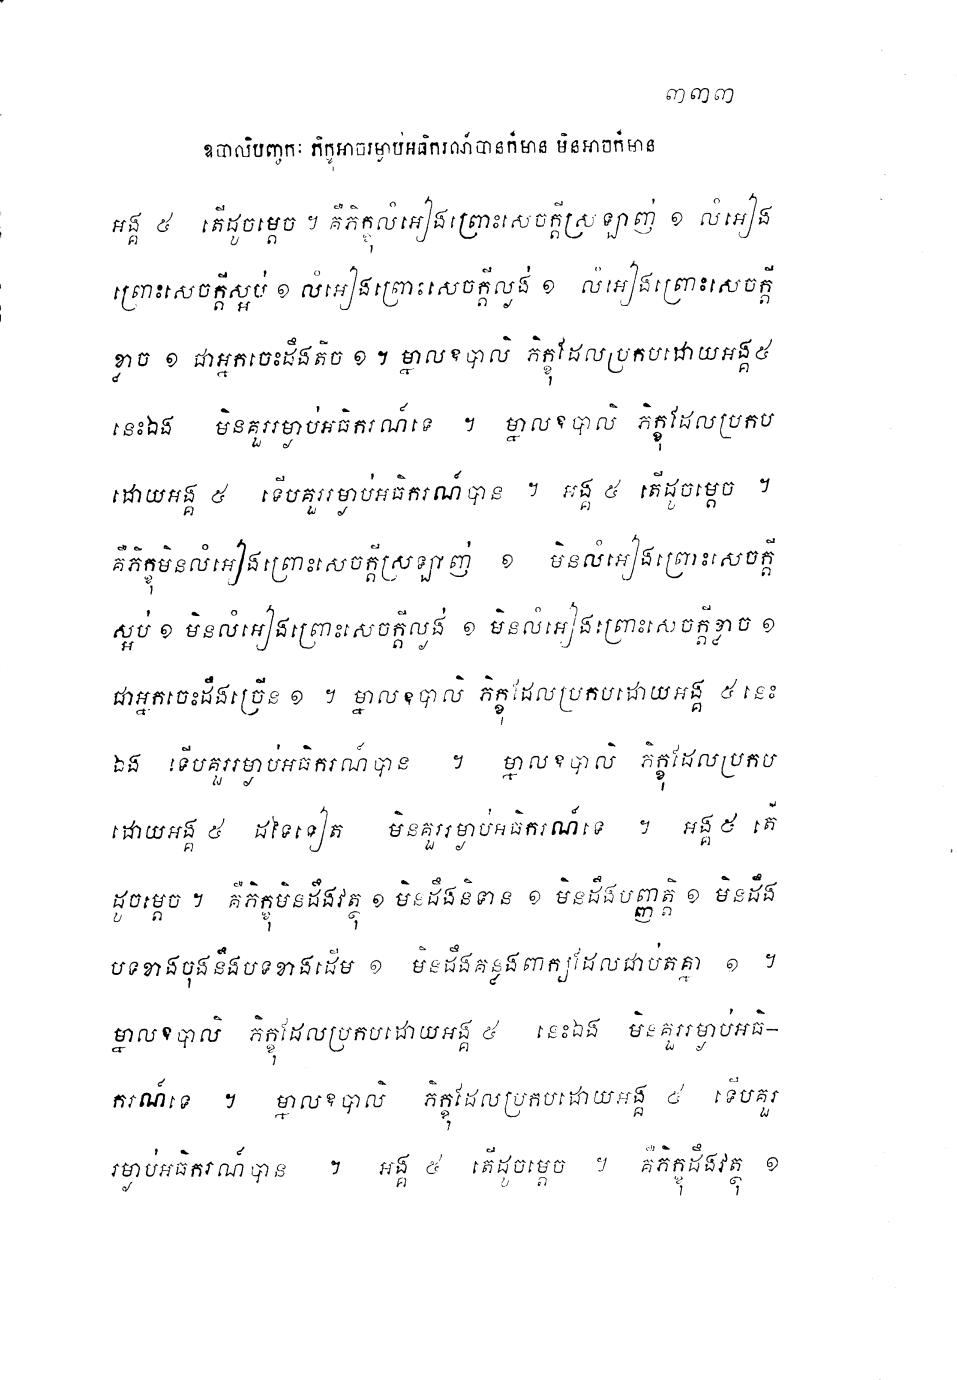 ៣៣៣
ឧបាលិបញ្ចកៈ ភិក្ខុអាចរម្ងាប់អធិករណ៍បានក៏មាន មិនអាចក៏មាន
អង្គ ៥ តើដូចម្តេច ។ គឺភិក្ខុលំអៀងព្រោះសេចក្តីស្រឡាញ់ ១ លំអៀង
ព្រោះសេចក្តីស្អប់ ១ លំអៀងព្រោះសេចក្តីល្ងង់ ១ លំអៀងព្រោះសេចក្តី
ខ្លាច ១ ជាអ្នកចេះដឹងតិច ១ ។ ម្នាលឧបាលិ ភិក្ខុដែលប្រកបដោយអង្គ៥
នេះឯង មិនគួររម្ងាប់អធិករណ៍ទេ ។ ម្នាលឧបាលិ ភិក្ខុដែលប្រកប
ដោយអង្គ ៥ ទើបគួររម្ងាប់អធិករណ៍បាន ។ អង្គ ៥ តើដូចម្តេច ។
គឺភិក្ខុមិនលំអៀងព្រោះសេចក្តីស្រឡាញ់ ១ មិនលំអៀងព្រោះសេចក្តី
ស្អប់ ១ មិនលំអៀងព្រោះសេចក្តីល្ងង់ ១ មិនលំអៀងព្រោះសេចក្តីខ្លាច ១
ជាអ្នកចេះដឹងច្រើន ១ ។ ម្នាលឧបាលិ ភិក្ខុដែលប្រកបដោយអង្គ ៥ នេះ
ឯង ទើបគួររម្ងាប់អធិករណ៍បាន ។ ម្នាលឧបាលិ ភិក្ខុដែលប្រកប
ដោយអង្គ ៥ ដទៃទៀត មិនគួររម្ងាប់អធិករណ៍ទេ ។ អង្គ ៥ តើ
ដូចម្តេច ។ គឺភិក្ខុមិនដឹងវត្ថុ ១ មិនដឹងនិទាន ១ មិនដឹងបញ្ញត្តិ ១ មិនដឹង
បទខាងចុងនឹងបទខាងដើម ១ មិនដឹងគន្លងពាក្យដែលជាប់តគ្នា ១ ។
ម្នាលឧបាលិ ភិក្ខុដែលប្រកបដោយអង្គ ៥ នេះឯង មិនគួររម្ងាប់អធិ–
ករណ៍ទេ ។ ម្នាលឧបាលិ ភិក្ខុដែលប្រកបដោយអង្គ ៥ ទើបគួរ
រម្ងាប់អធិករណ៍បាន ។ អង្គ ៥ តើដូចម្តេច ។ គឺភិក្ខុដឹងវត្ថុ ១